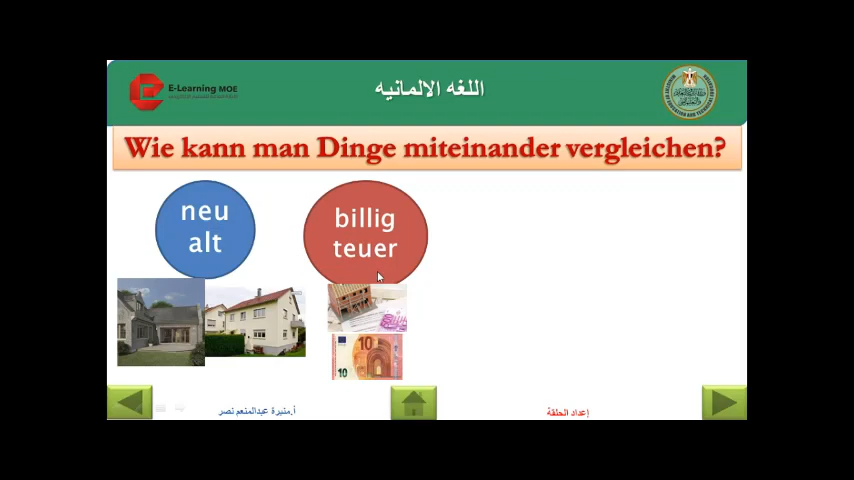 E-Learning MOE
اللغه الالمانيه
Wie kann man Dinge miteinander vergleichen?
neu
alt
billig
teuer
10
10
أ.منيرة عبدالمنعم نصر
إعداد الحلقة